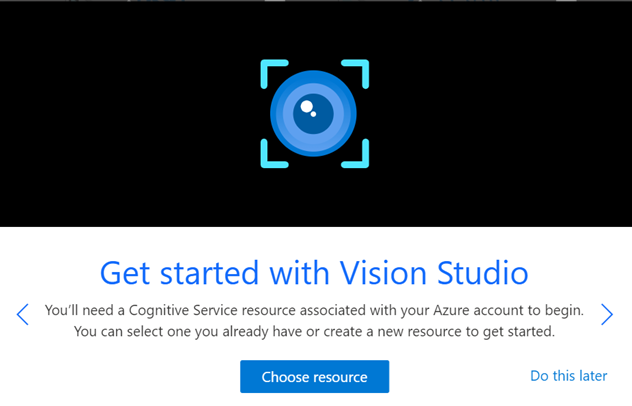 Get started with Vision Studio
You'll need a Cognitive Service resource associated with your Azure account to begin.
You can select one you already have or create a new resource to get started.
Choose resource
Do this later